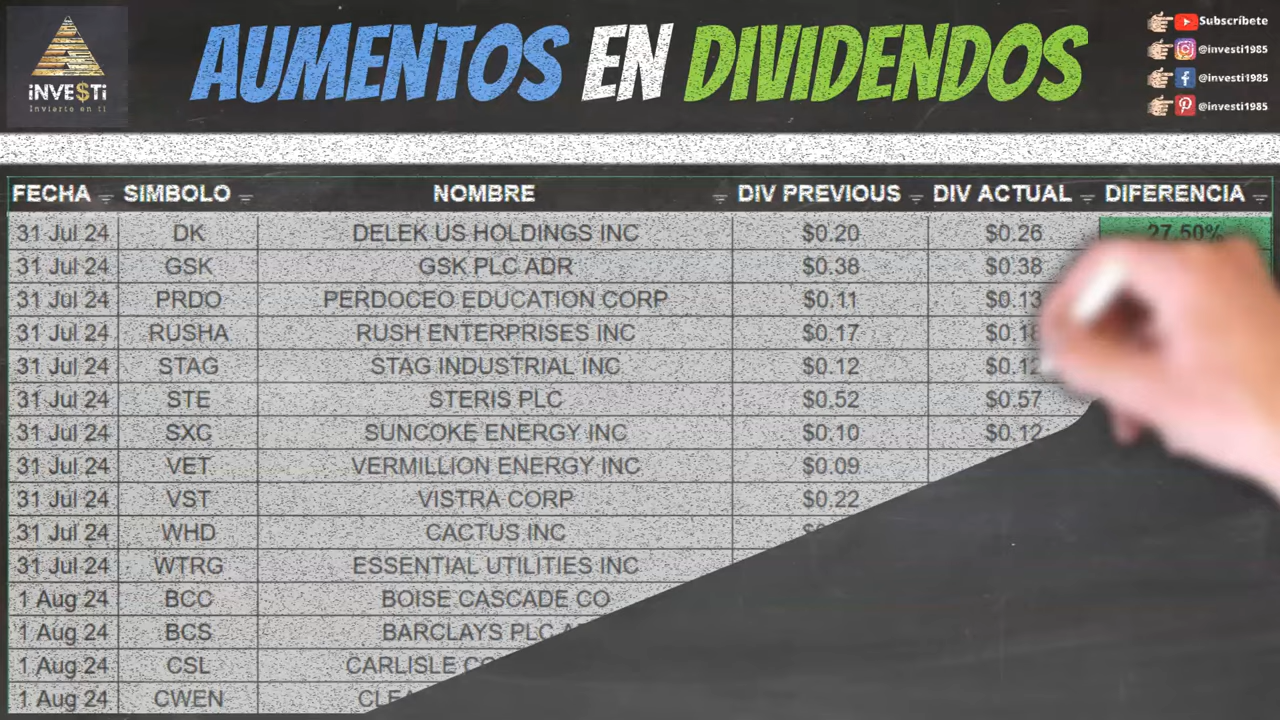 AUMENTOS EN DIVIDENDOS
iNVE$Ti
Invierto en ti
Subscríbete
@investi1985
@investi1985
@investi1985
FECHA SIMBOLO NOMBRE DIV PREVIOUS DIV ACTUAL DIFERENCIA
31 Jul 24 DK DELEK US HOLDINGS INC $0.20 $0.26 27.50%
31 Jul 24 GSK GSK PLC ADR $0.38 $0.38
31 Jul 24 PRDO PERDOCEO EDUCATION CORP $0.11 $0.13
31 Jul 24 RUSHA RUSH ENTERPRISES INC $0.17 $0.18
31 Jul 24 STAG STAG INDUSTRIAL INC $0.12 $0.12
31 Jul 24 STE STERIS PLC $0.52 $0.57
31 Jul 24 SXC SUNCOKE ENERGY INC $0.10 $0.12
31 Jul 24 VET VERMILLION ENERGY INC $0.09
31 Jul 24 VST VISTRA CORP $0.22
31 Jul 24 WHD CACTUS INC
31 Jul 24 WTRG ESSENTIAL UTILITIES INC
1 Aug 24 BCC BOISE CASCADE CO
1 Aug 24 BCS BARCLAYS PLC
1 Aug 24 CSL CARLISLE
1 Aug 24 CWEN